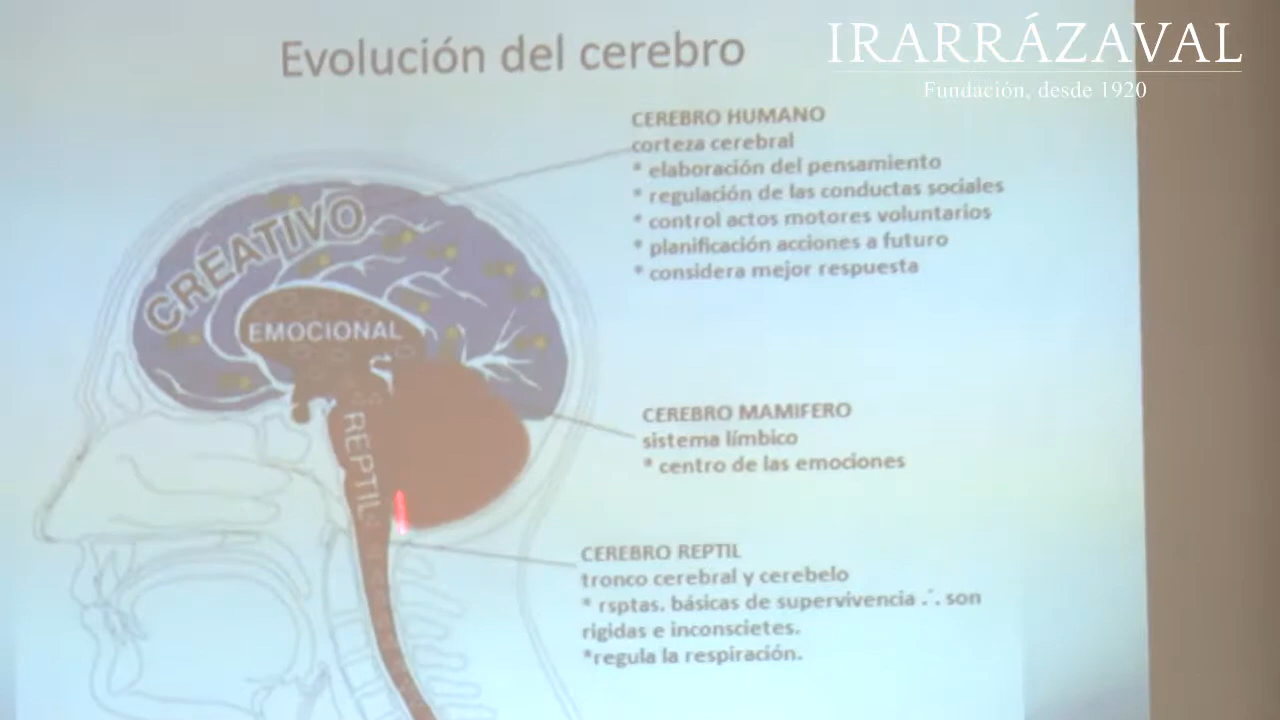 Evolución del cerebro
IRARRÁZAVAL
Fundación, desde 1920
CEREBRO HUMANO
corteza cerebral
* elaboración del pensamiento
* regulación de las conductas sociales
* control actos motores voluntarios
* planificación acciones a futuro
* considera mejor respuesta
CREATIVO
EMOCIONAL
REPTIL
CEREBRO MAMIFERO
sistema límbico
* centro de las emociones
CEREBRO REPTIL
tronco cerebral y cerebelo
* rsptas. básicas de supervivencia .´. son
rigidas e inconscietes.
*regula la respiración.